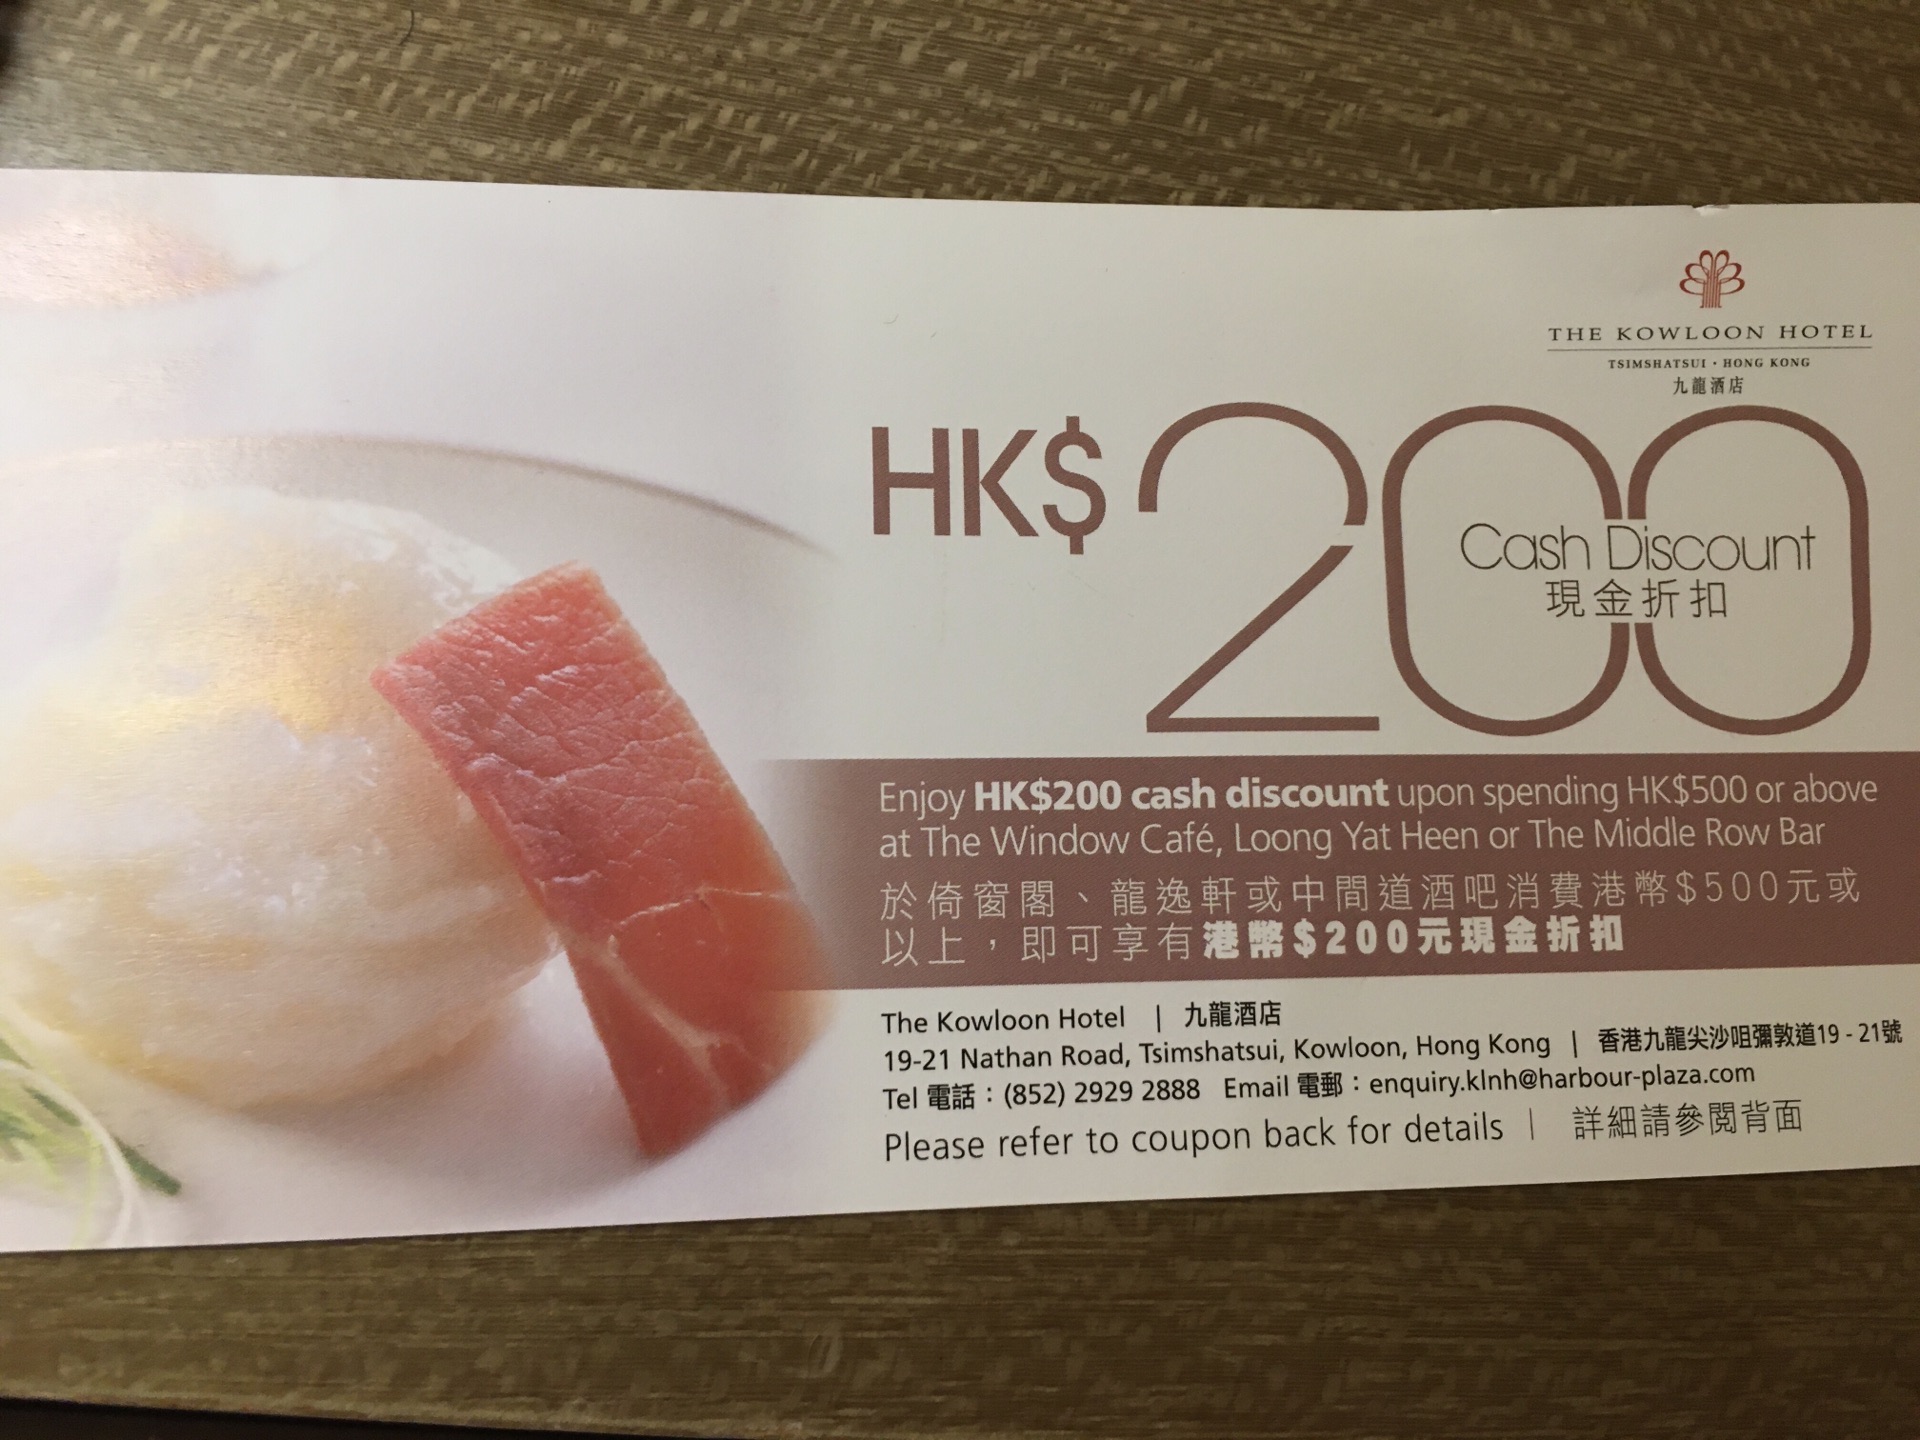 THE KOWLOON HOTEL
TSIMSHATSUI • HONG KONG
九龍酒店
HK$200
Cash Discount
現金折扣
Enjoy HK$200 cash discount upon spending HK$500 or above
at The Window Café, Loong Yat Heen or The Middle Row Bar
於倚窗閣、龍逸軒或中間道酒吧消費港幣$500元或
以上，即可享有港幣$200元現金折扣
The Kowloon Hotel | 九龍酒店
19-21 Nathan Road, Tsimshatsui, Kowloon, Hong Kong | 香港九龍尖沙咀彌敦道19 - 21號
Tel 電話：(852) 2929 2888 Email 電郵：enquiry.klnh@harbour-plaza.com
Please refer to coupon back for details | 詳細請參閱背面